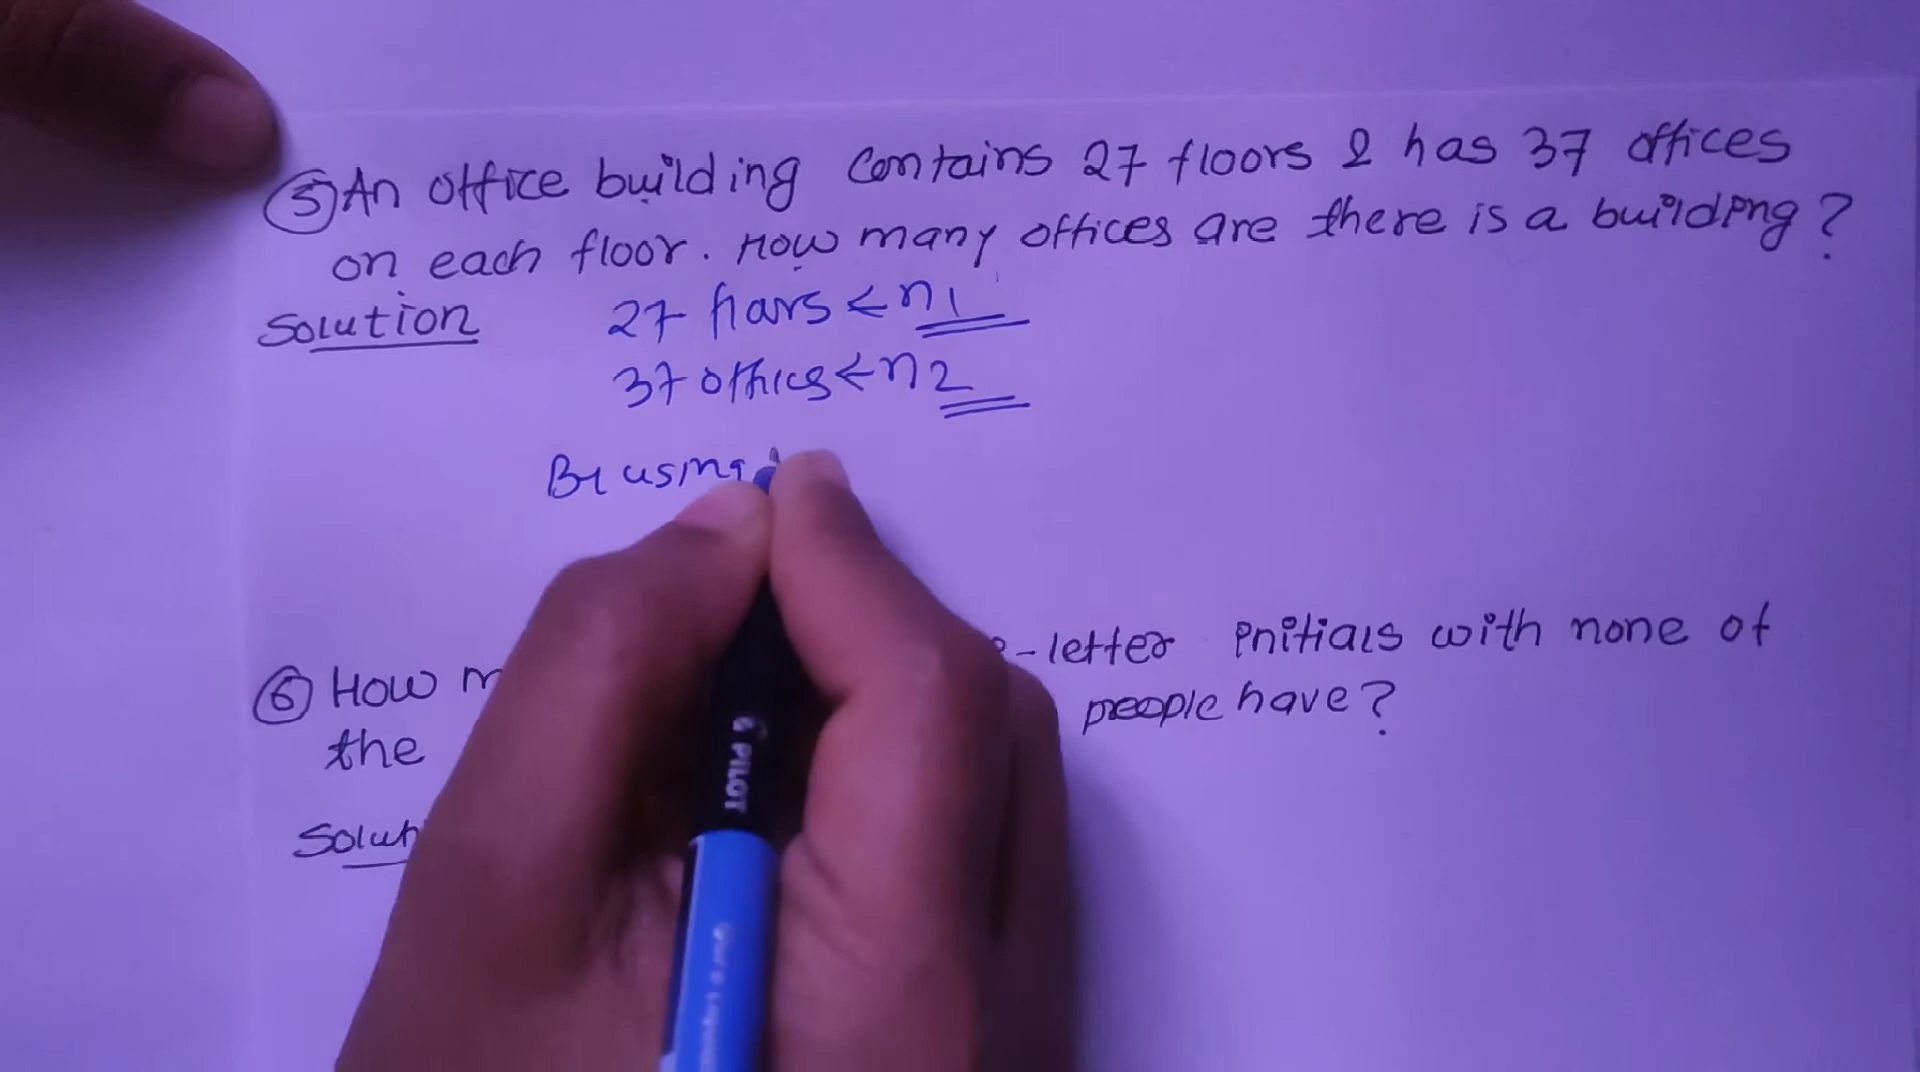 ⑤ An office building contains 27 floors & has 37 offices
on each floor. How many offices are there is a building?
Solution
27 floors < n1
37 offices < n2
By using
⑥ How -letter initials with none of
the people have?
PILOT